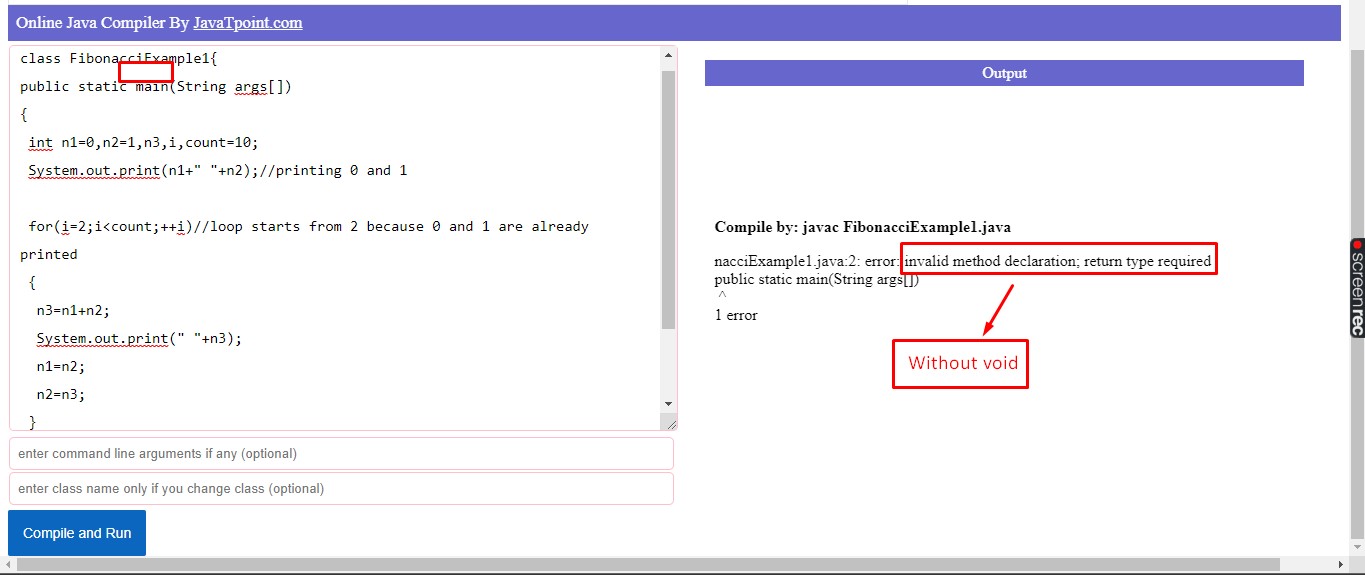 Online Java Compiler By JavaTpoint.com
class FibonacciExample1{
public static main(String args[])
{
int n1=0,n2=1,n3,i,count=10;
System.out.print(n1+" "+n2);//printing 0 and 1
for(i=2;i<count;++i)//loop starts from 2 because 0 and 1 are already
printed
{
n3=n1+n2;
System.out.print(" "+n3);
n1=n2;
n2=n3;
}
enter command line arguments if any (optional)
enter class name only if you change class (optional)
Compile and Run
Output
Compile by: javac FibonacciExample1.java
nacciExample1.java:2: error: invalid method declaration; return type required
public static main(String args[])
^
1 error
Without void
screenrec